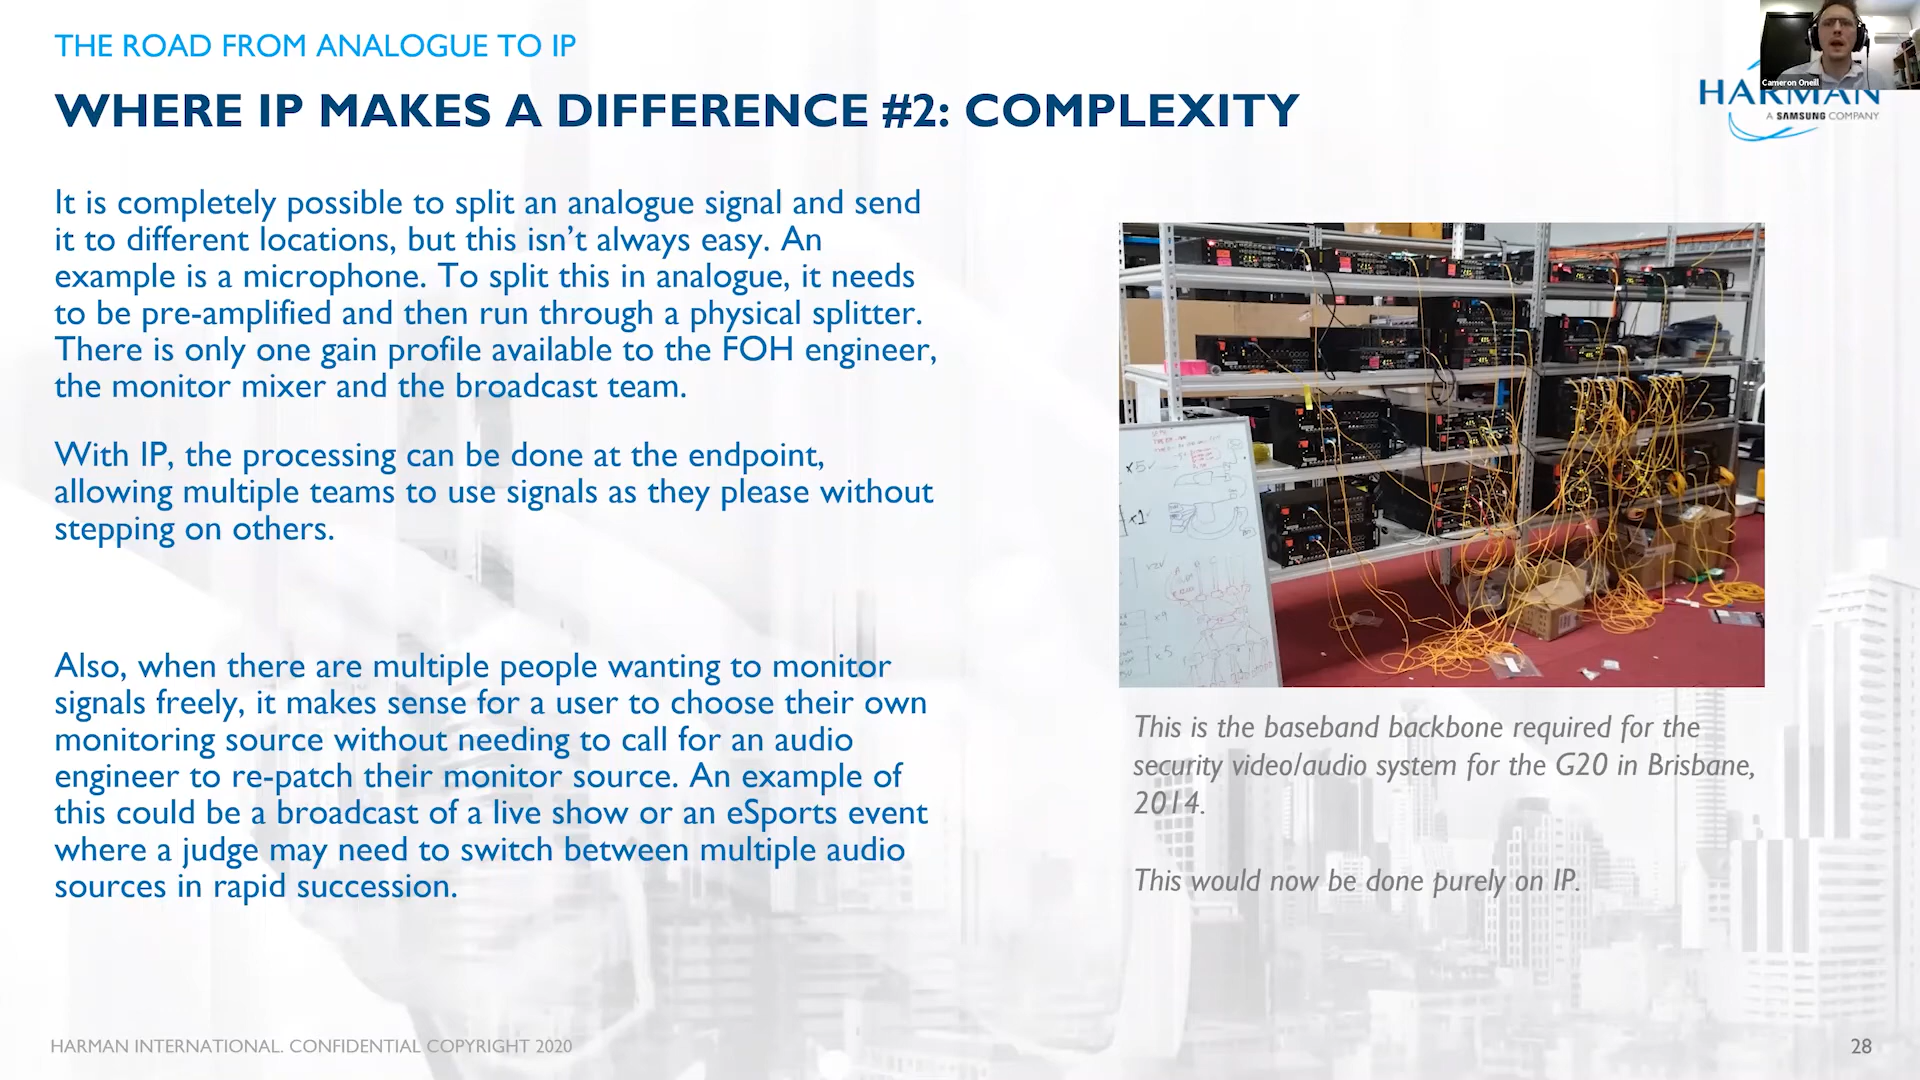 THE ROAD FROM ANALOGUE TO IP
WHERE IP MAKES A DIFFERENCE #2: COMPLEXITY
Cameron Oneill
HARMAN
A SAMSUNG COMPANY
It is completely possible to split an analogue signal and send
it to different locations, but this isn't always easy. An
example is a microphone. To split this in analogue, it needs
to be pre-amplified and then run through a physical splitter.
There is only one gain profile available to the FOH engineer,
the monitor mixer and the broadcast team.
With IP, the processing can be done at the endpoint,
allowing multiple teams to use signals as they please without
stepping on others.
Also, when there are multiple people wanting to monitor
signals freely, it makes sense for a user to choose their own
monitoring source without needing to call for an audio
engineer to re-patch their monitor source. An example of
this could be a broadcast of a live show or an eSports event
where a judge may need to switch between multiple audio
sources in rapid succession.
x5
x1
x9
x5
This is the baseband backbone required for the
security video/audio system for the G20 in Brisbane,
2014.
This would now be done purely on IP.
HARMAN INTERNATIONAL. CONFIDENTIAL COPYRIGHT 2020
28